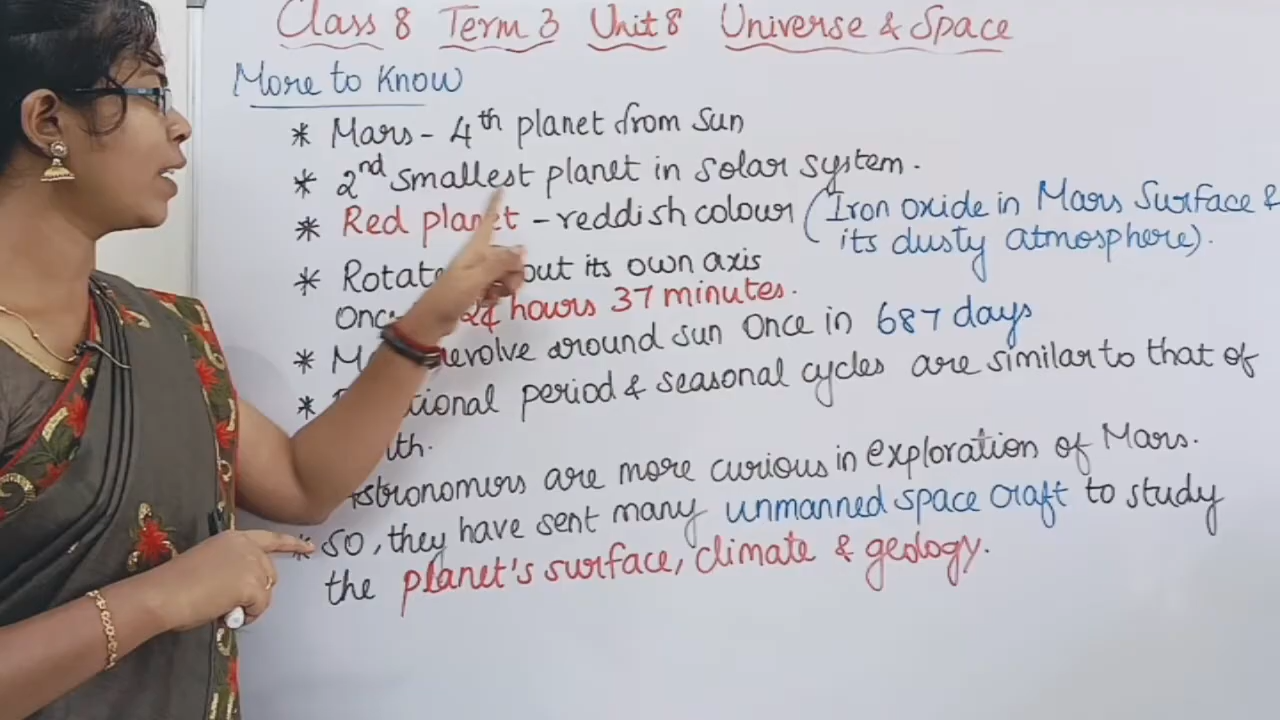 Class 8 Term 3 Unit 8 Universe & Space
More to Know
* Mars - 4th planet from Sun
* 2nd smallest planet in solar system.
* Red planet - reddish colour (Iron oxide in Mars Surface &
its dusty atmosphere).
* Rotate out its own axis
Once 24 hours 37 minutes.
* M revolve around sun Once in 687 days
* tional period & seasonal cycles are similar to that of
th.
Astronomers are more curious in exploration of Mars.
* So, they have sent many unmanned space craft to study
the planet's surface, climate & geology.